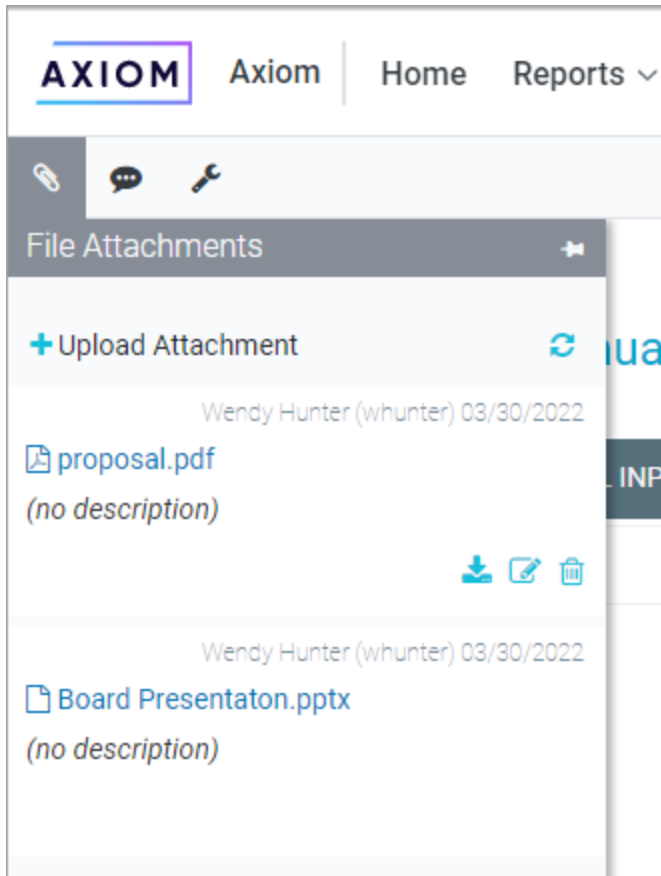 AXIOM Axiom Home Reports
File Attachments
Upload Attachment
Wendy Hunter (whunter) 03/30/2022
proposal.pdf
INP
(no description)
Wendy Hunter (whunter) 03/30/2022
Board Presentaton.pptx
(no description)